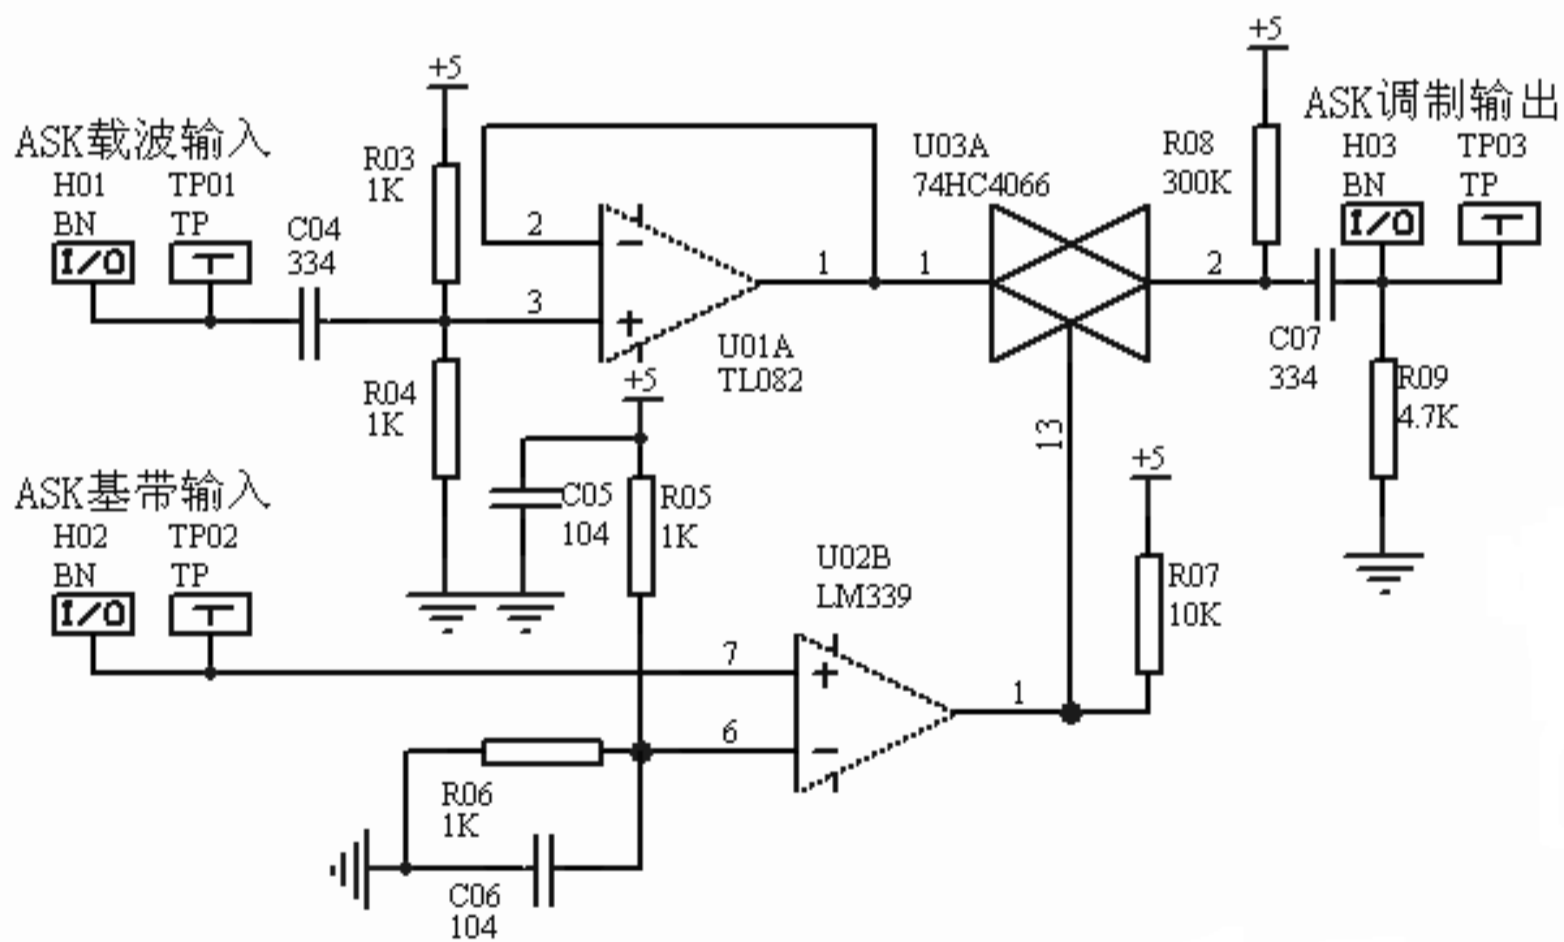 +5
ASK载波输入
H01
BN
I/O
TP01
TP
C04
334
R03
1K
R04
1K
2
3
1
U01A
TL082
+5
U03A
74HC4066
1
2
13
+5
R08
300K
C07
334
ASK调制输出
H03
BN
I/O
TP03
TP
R09
4.7K
ASK基带输入
H02
BN
I/O
TP02
TP
C05
104
R05
1K
U02B
LM339
7
6
1
+5
R07
10K
R06
1K
C06
104